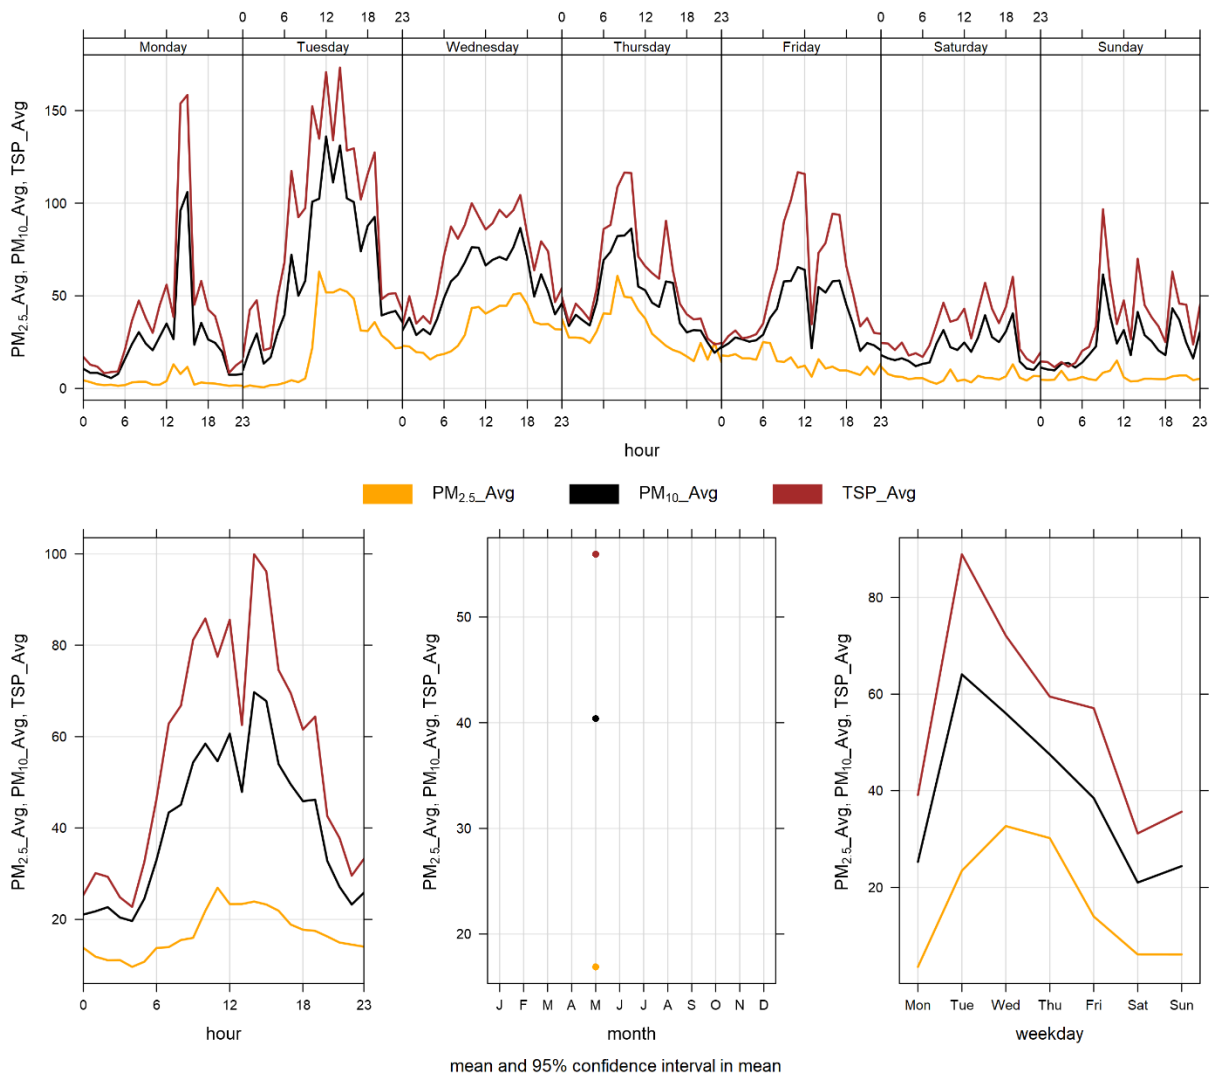 0 6 12 18 23 0 6 12 18 23 0 6 12 18 23
Monday Tuesday Wednesday Thursday Friday Saturday Sunday
PM2.5_Avg, PM10_Avg, TSP_Avg
150
100
50
0
0 6 12 18 23 0 6 12 18 23 0 6 12 18 23 0 6 12 18 23
hour
PM2.5_Avg PM10_Avg TSP_Avg
PM2.5_Avg, PM10_Avg, TSP_Avg
100
80
60
40
20
0 6 12 18 23
hour
PM2.5_Avg, PM10_Avg, TSP_Avg
50
40
30
20
J F M A M J J A S O N D
month
PM2.5_Avg, PM10_Avg, TSP_Avg
80
60
40
20
Mon Tue Wed Thu Fri Sat Sun
weekday
mean and 95% confidence interval in mean